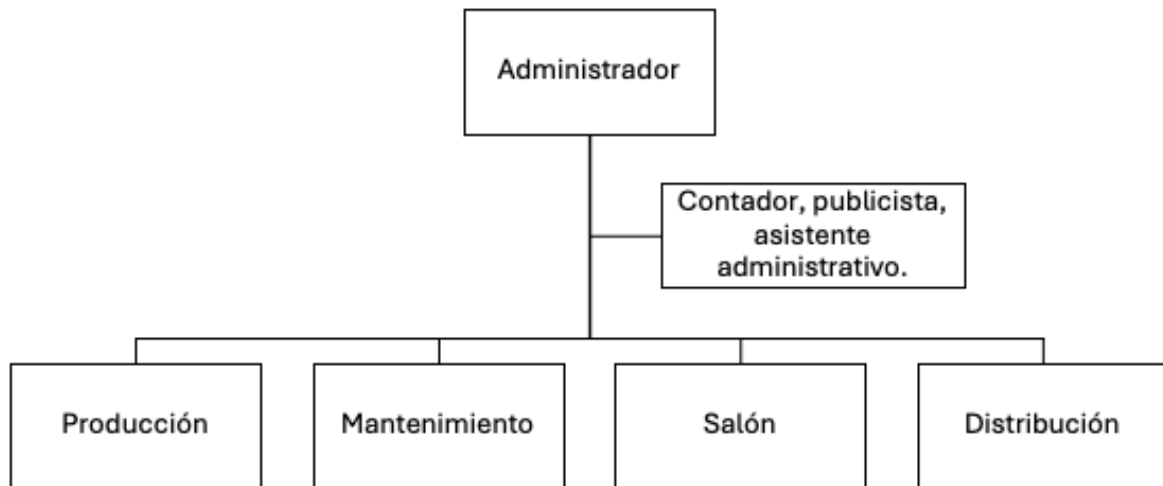 Administrador
Contador, publicista,
asistente
administrativo.
Producción
Mantenimiento
Salón
Distribución